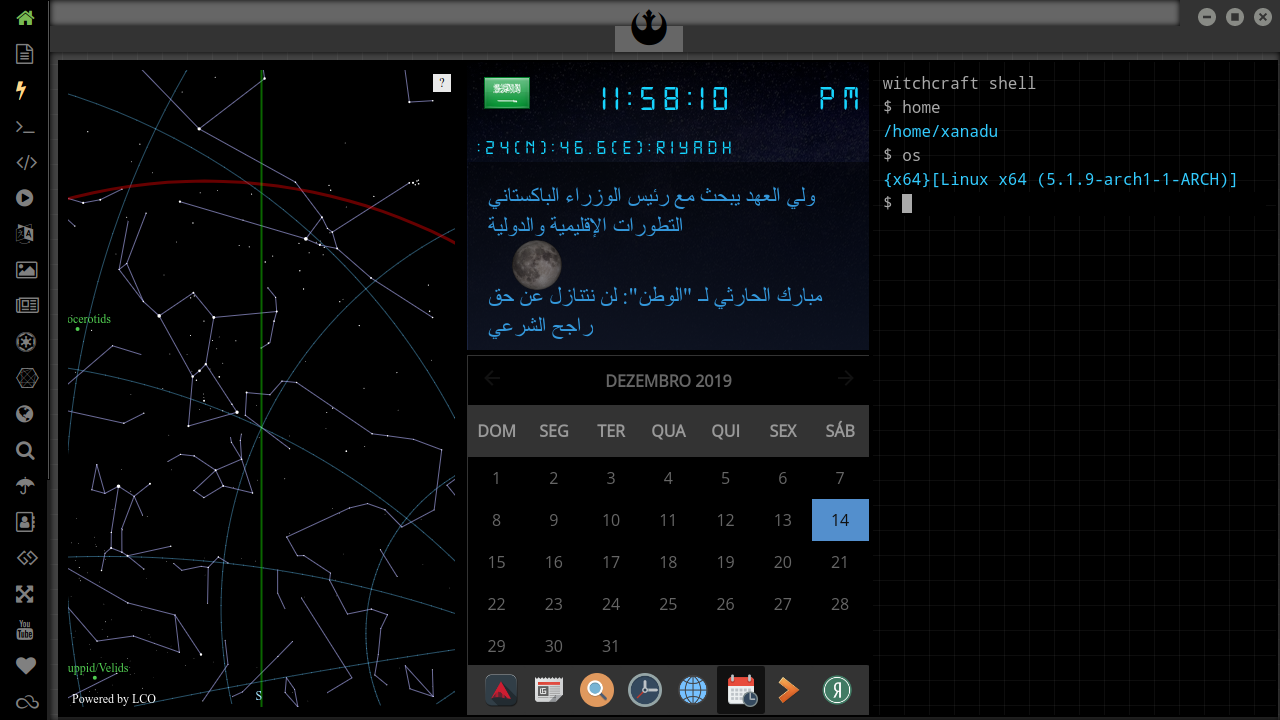 ?
ocerotids
uppid/Velids
Powered by LCO
S
11:58:10 PM
:24(N):46.6(E):RIYADH
ولي العهد يبحث مع رئيس الوزراء الباكستاني
التطورات الإقليمية والدولية
مبارك الحارثي لـ "الوطن": لن نتنازل عن حق
راجح الشرعي
DEZEMBRO 2019
DOM SEG TER QUA QUI SEX SÁB
1 2 3 4 5 6 7
8 9 10 11 12 13 14
15 16 17 18 19 20 21
22 23 24 25 26 27 28
29 30 31
witchcraft shell
$ home
/home/xanadu
$ os
{x64}[Linux x64 (5.1.9-arch1-1-ARCH)]
$
You
Tube
Я